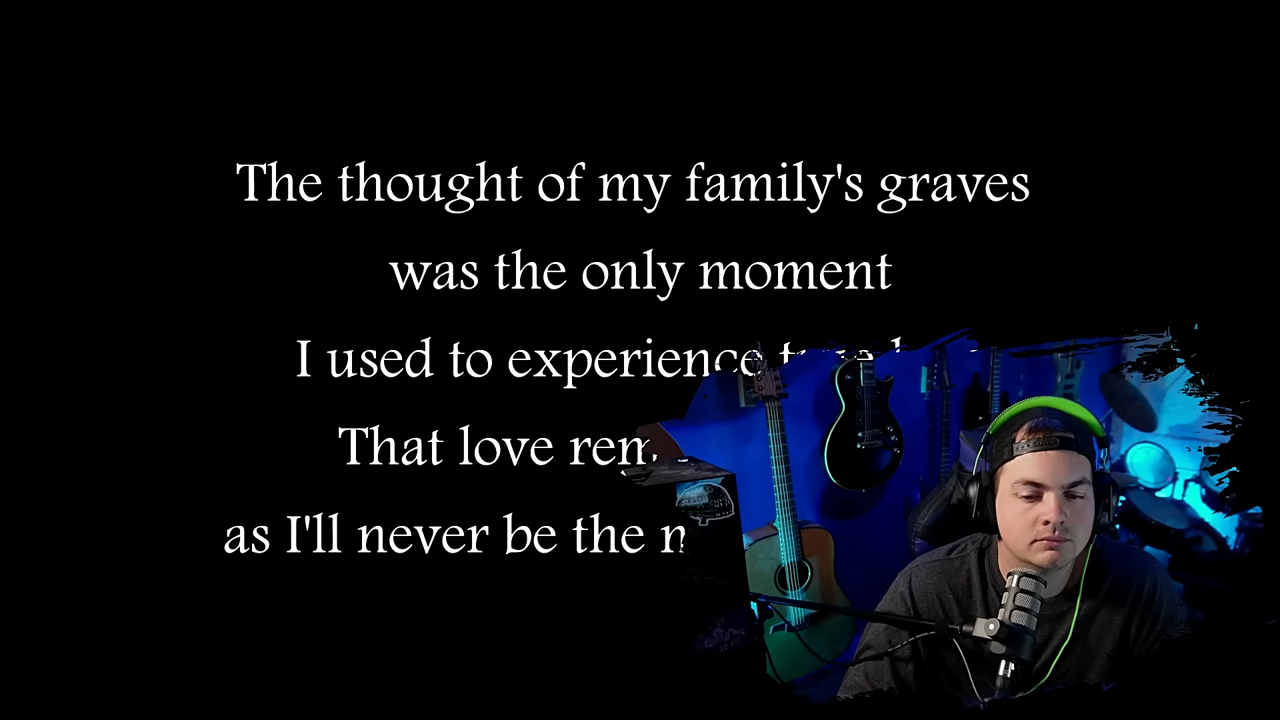 The thought of my family's graves
was the only moment
I used to experience
That love
as I'll never be the